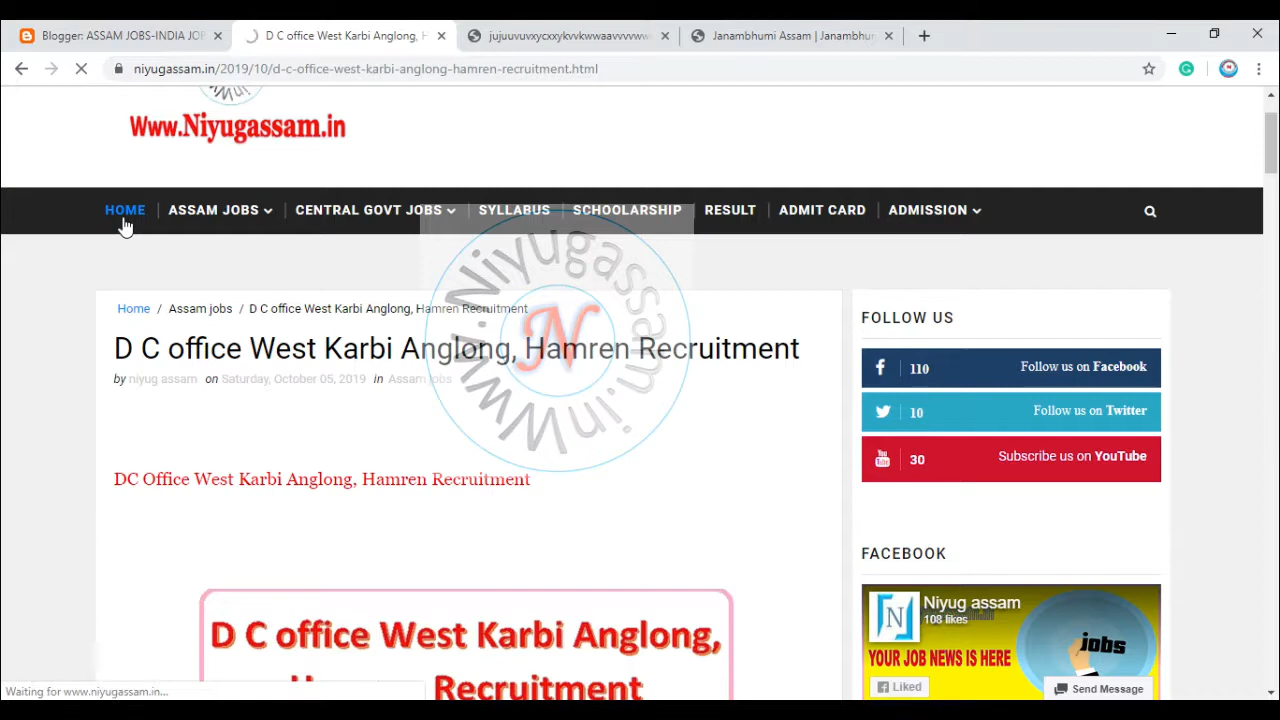 Blogger: ASSAM JOBS-INDIA JOB
D C office West Karbi Anglong, H
jujuuvuvxycxxykvvkwwaavvvvw
Janambhumi Assam | Janambhu
niyugassam.in/2019/10/d-c-office-west-karbi-anglong-hamren-recruitment.html
Www.Niyugassam.in
HOME
ASSAM JOBS
CENTRAL GOVT JOBS
SYLLABUS
SCHOOLARSHIP
RESULT
ADMIT CARD
ADMISSION
Www.Niyugassam.in
N
Home / Assam jobs / D C office West Karbi Anglong, Hamren Recruitment
D C office West Karbi Anglong, Hamren Recruitment
by niyug assam on Saturday, October 05, 2019 in Assam jobs
DC Office West Karbi Anglong, Hamren Recruitment
D C office West Karbi Anglong,
Recruitment
FOLLOW US
110 Follow us on Facebook
10 Follow us on Twitter
30 Subscribe us on YouTube
FACEBOOK
N
Niyug assam
108 likes
jobs
YOUR JOB NEWS IS HERE
Liked
Send Message
Waiting for www.niyugassam.in...